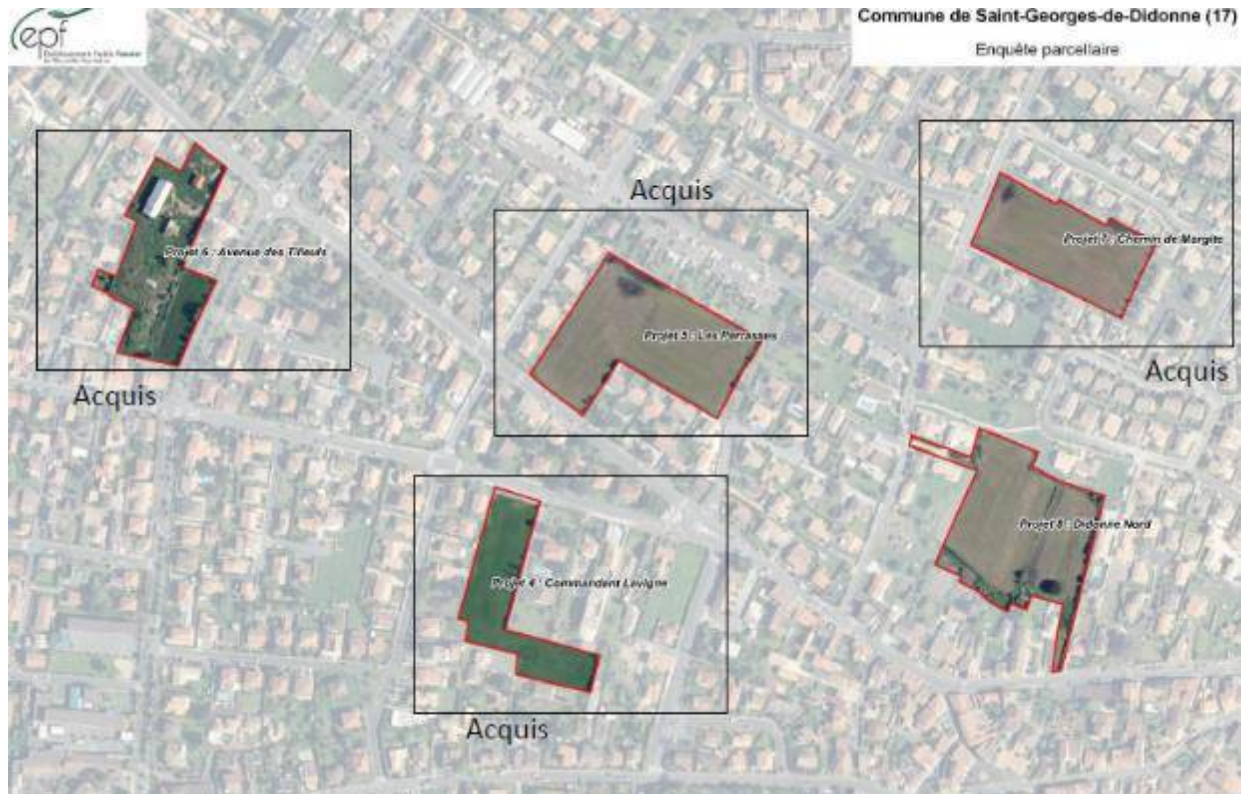 epf
Commune de Saint-Georges-de-Didonne (17)
Enquête parcellaire
Acquis
Projet 6 : Avenue des Tilleuls
Projet 7 : Chemin de Margite
Projet 5 : Les Perrasses
Acquis
Acquis
Projet 8 : Didonne Nord
Projet 4 : Commandant Lavigne
Acquis